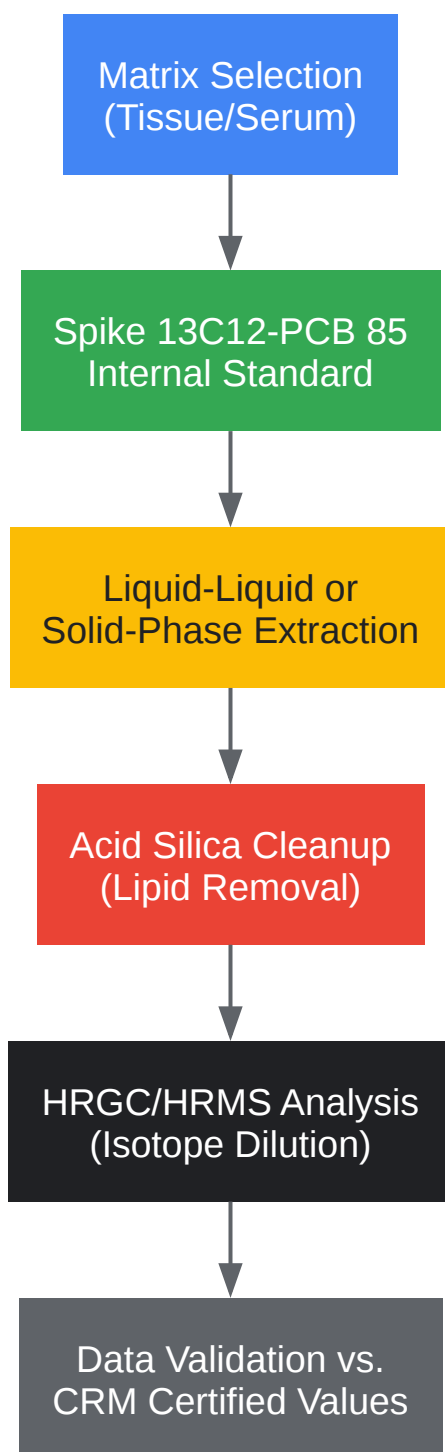 Matrix Selection
(Tissue/Serum)
Spike 13C12-PCB 85
Internal Standard
Liquid-Liquid or
Solid-Phase Extraction
Acid Silica Cleanup
(Lipid Removal)
HRGC/HRMS Analysis
(Isotope Dilution)
Data Validation vs.
CRM Certified Values